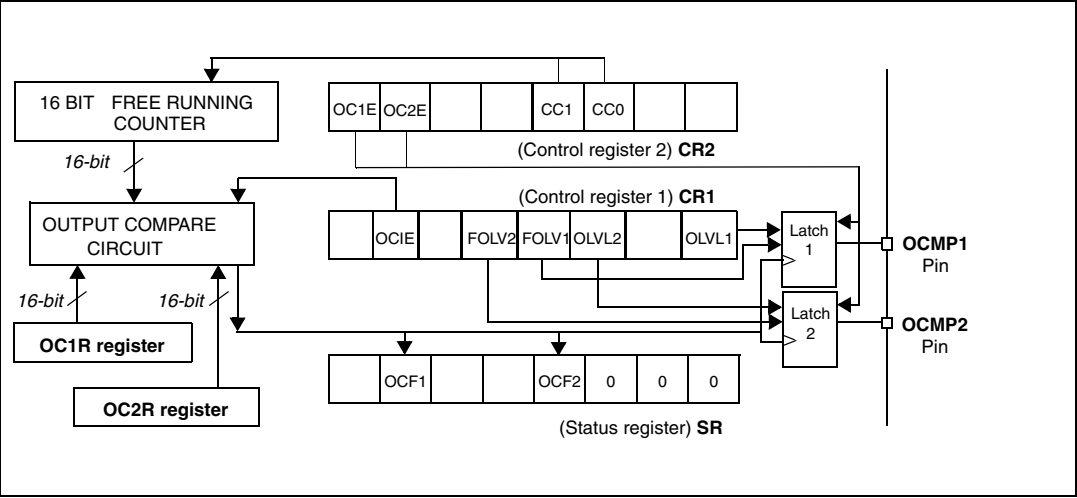 16 BIT FREE RUNNING
COUNTER
OC1E OC2E CC1 CC0
(Control register 2) CR2
16-bit
(Control register 1) CR1
OUTPUT COMPARE
CIRCUIT
OCIE FOLV2 FOLV1 OLVL2 OLVL1
Latch
1
OCMP1
Pin
16-bit
16-bit
Latch
2
OCMP2
Pin
OC1R register
OCF1 OCF2 0 0 0
OC2R register
(Status register) SR